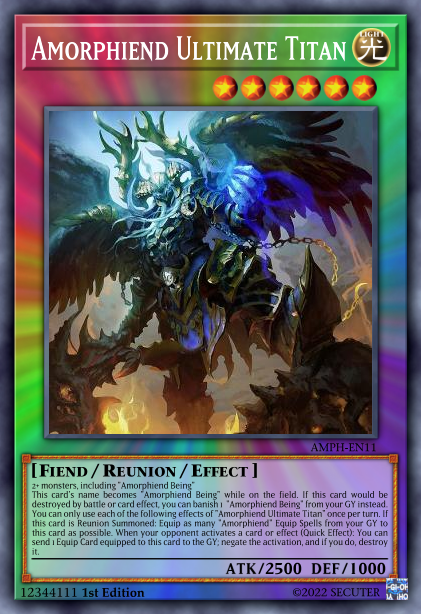 Amorphiend Ultimate Titan
LIGHT
光
AMPH-EN11
[Fiend / Reunion / Effect ]
2+ monsters, including "Amorphiend Being"
This card's name becomes "Amorphiend Being" while on the field. If this card would be
destroyed by battle or card effect, you can banish 1 "Amorphiend Being" from your GY instead.
You can only use each of the following effects of "Amorphiend Ultimate Titan" once per turn. If
this card is Reunion Summoned: Equip as many "Amorphiend" Equip Spells from your GY to
this card as possible. When your opponent activates a card or effect (Quick Effect): You can
send 1 Equip Card equipped to this card to the GY; negate the activation, and if you do, destroy
it.
ATK/2500 DEF/1000
12344111 1st Edition
©2022 SECUTER